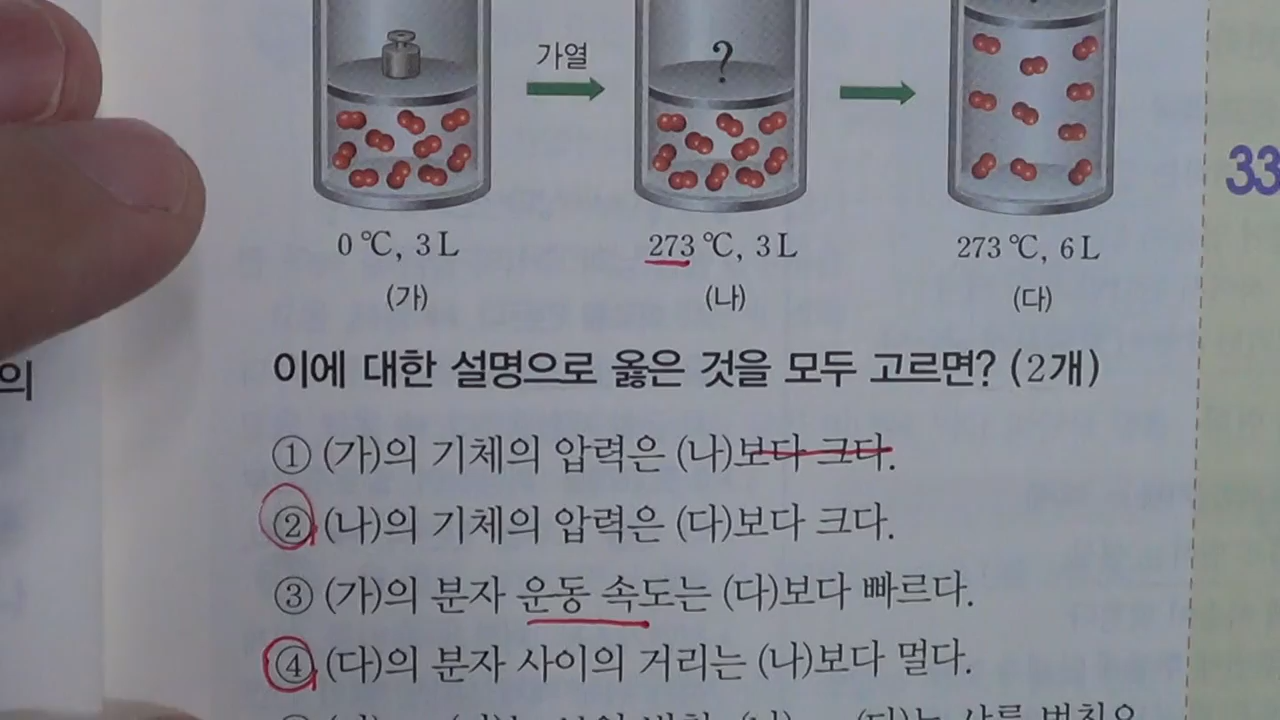 가열
?
0 ℃, 3 L 273 ℃, 3 L 273 ℃, 6 L
(가) (나) (다)
33
의
이에 대한 설명으로 옳은 것을 모두 고르면? (2개)
① (가)의 기체의 압력은 (나)보다 크다.
② (나)의 기체의 압력은 (다)보다 크다.
③ (가)의 분자 운동 속도는 (다)보다 빠르다.
④ (다)의 분자 사이의 거리는 (나)보다 멀다.